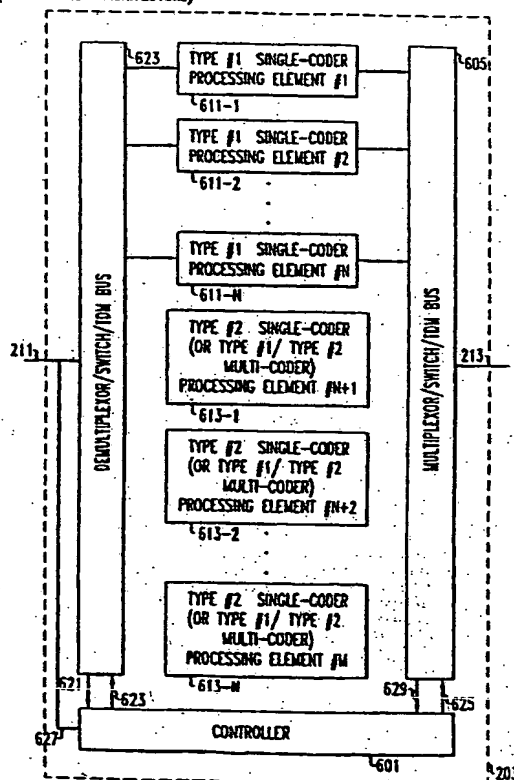 623
TYPE #1 SINGLE-CODER
PROCESSING ELEMENT #1
611-1
605
TYPE #1 SINGLE-CODER
PROCESSING ELEMENT #2
611-2
TYPE #1 SINGLE-CODER
PROCESSING ELEMENT #N
611-N
211
DEMULTIPLEXOR/SWITCH/TDM BUS
MULTIPLEXOR/SWITCH/TDM BUS
213
TYPE #2 SINGLE-CODER
(OR TYPE #1/ TYPE #2
MULTI-CODER)
PROCESSING ELEMENT #N+1
613-1
TYPE #2 SINGLE-CODER
(OR TYPE #1/ TYPE #2
MULTI-CODER)
PROCESSING ELEMENT #N+2
613-2
TYPE #2 SINGLE-CODER
(OR TYPE #1/ TYPE #2
MULTI-CODER)
PROCESSING ELEMENT #M
613-M
621
623
629
625
627
CONTROLLER
601